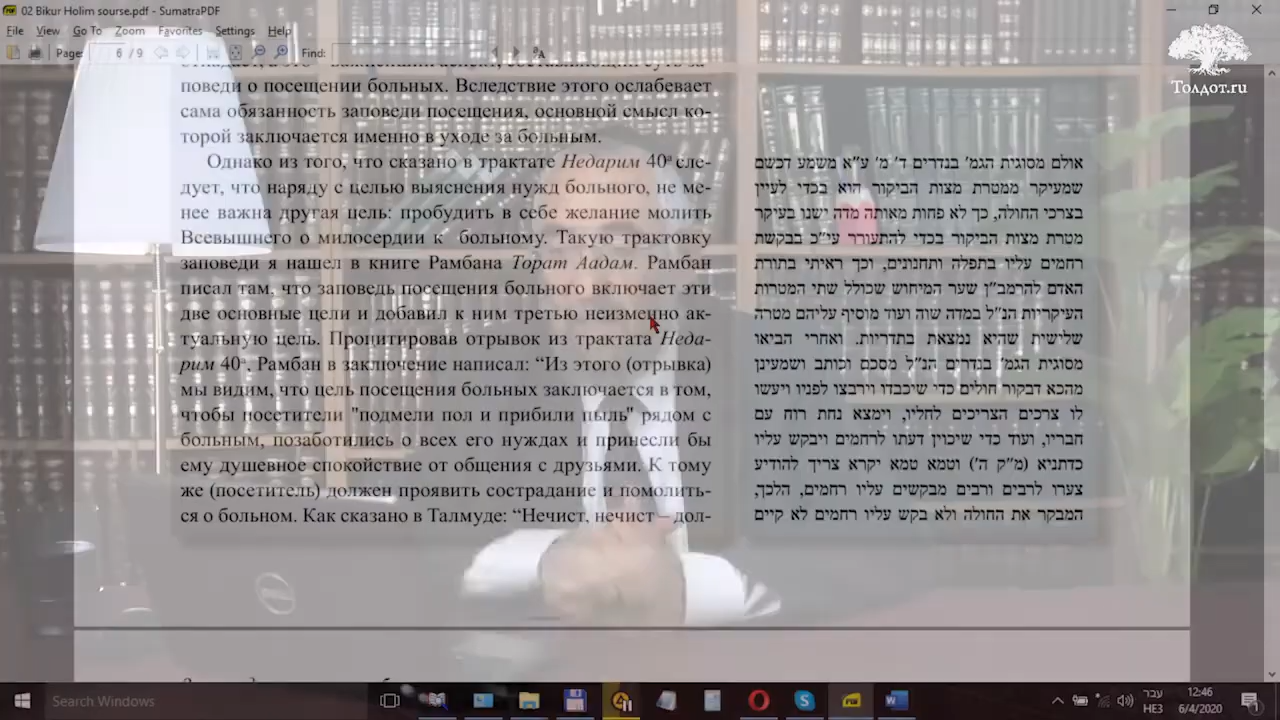 02 Bikur Holim sourse.pdf - SumatraPDF
File View Go To Zoom Favorites Settings Help
Page: 6 / 9 Find:
Толдот.ru
поведи о посещении больных. Вследствие этого ослабевает
сама обязанность заповеди посещения, основной смысл ко-
торой заключается именно в уходе за больным.
Однако из того, что сказано в трактате Недарим 40ª сле-
дует, что наряду с целью выяснения нужд больного, не ме-
нее важна другая цель: пробудить в себе желание молить
Всевышнего о милосердии к больному. Такую трактовку
заповеди я нашел в книге Рамбана Торат Аадам. Рамбан
писал там, что заповедь посещения больного включает эти
две основные цели и добавил к ним третью неизменно ак-
туальную цель. Процитировав отрывок из трактата Неда-
рим 40ª, Рамбан в заключение написал: “Из этого (отрывка)
мы видим, что цель посещения больных заключается в том,
чтобы посетители "подмели пол и прибили пыль" рядом с
больным, позаботились о всех его нуждах и принесли бы
ему душевное спокойствие от общения с друзьями. К тому
же (посетитель) должен проявить сострадание и помолить-
ся о больном. Как сказано в Талмуде: “Нечист, нечист – дол-
אולם מסוגית הגמ' בנדרים ד' מ' ע"א משמע דכשם
שמעיקר ממטרת מצות הביקור הוא בכדי לעיין
בצרכי החולה, כך לא פחות מאותה מדה ישנו בעיקר
מטרת מצות הביקור בכדי להתעורר עי"כ בבקשת
רחמים עליו בתפלה ותחנונים, וכך ראיתי בתורת
האדם להרמב"ן שער המיחוש שכולל שתי המטרות
העיקריות הנ"ל במדה שוה ועוד מוסיף עליהם מטרה
שלישית שהיא נמצאת בתדריות. ואחרי הביאו
מסוגית הגמ' בנדרים הנ"ל מסכם וכותב ושמעינן
מהכא דבקור חולים כדי שיכבדו וירבצו לפניו ויעשו
לו צרכים הצריכים לחליו, וימצא נחת רוח עם
חבריו, ועוד כדי שיכוין דעתו לרחמים ויבקש עליו
כדתניא (מ"ק ה') וטמא טמא יקרא צריך להודיע
צערו לרבים ורבים מבקשים עליו רחמים, הלכך,
המבקר את החולה ולא בקש עליו רחמים לא קיים
Search Windows
עבר
HE3
12:46
6/4/2020